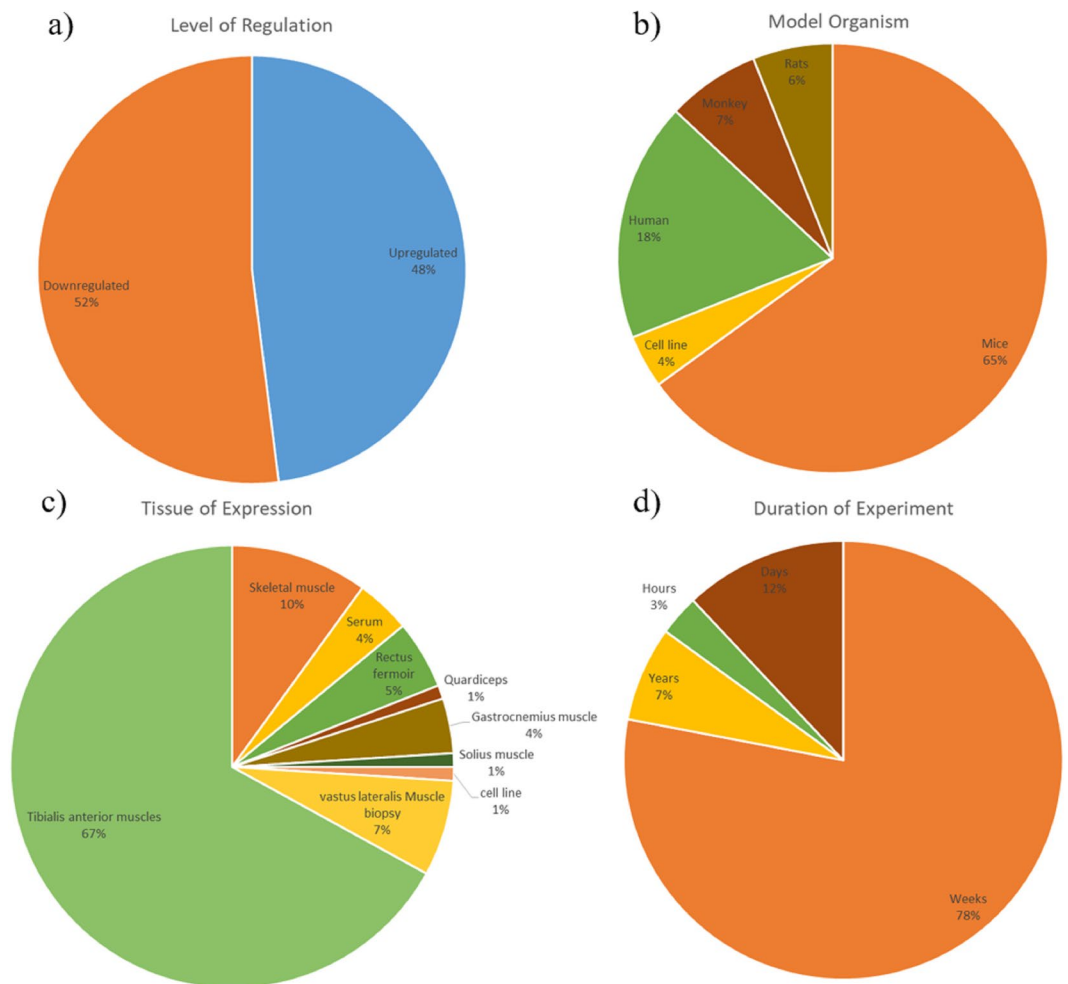 a)
Level of Regulation
Upregulated
48%
Downregulated
52%
b)
Model Organism
Rats
6%
Monkey
7%
Human
18%
Cell line
4%
Mice
65%
c)
Tissue of Expression
Skeletal muscle
10%
Serum
4%
Rectus
fermoir
5%
Quardiceps
1%
Gastrocnemius muscle
4%
Solius muscle
1%
cell line
1%
vastus lateralis Muscle
biopsy
7%
Tibialis anterior muscles
67%
d)
Duration of Experiment
Days
12%
Hours
3%
Years
7%
Weeks
78%